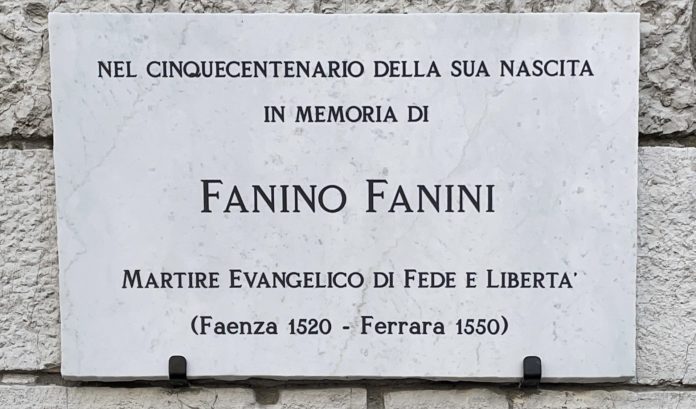 NEL CINQUECENTENARIO DELLA SUA NASCITA
IN MEMORIA DI
FANINO FANINI
MARTIRE EVANGELICO DI FEDE E LIBERTA'
(Faenza 1520 - Ferrara 1550)